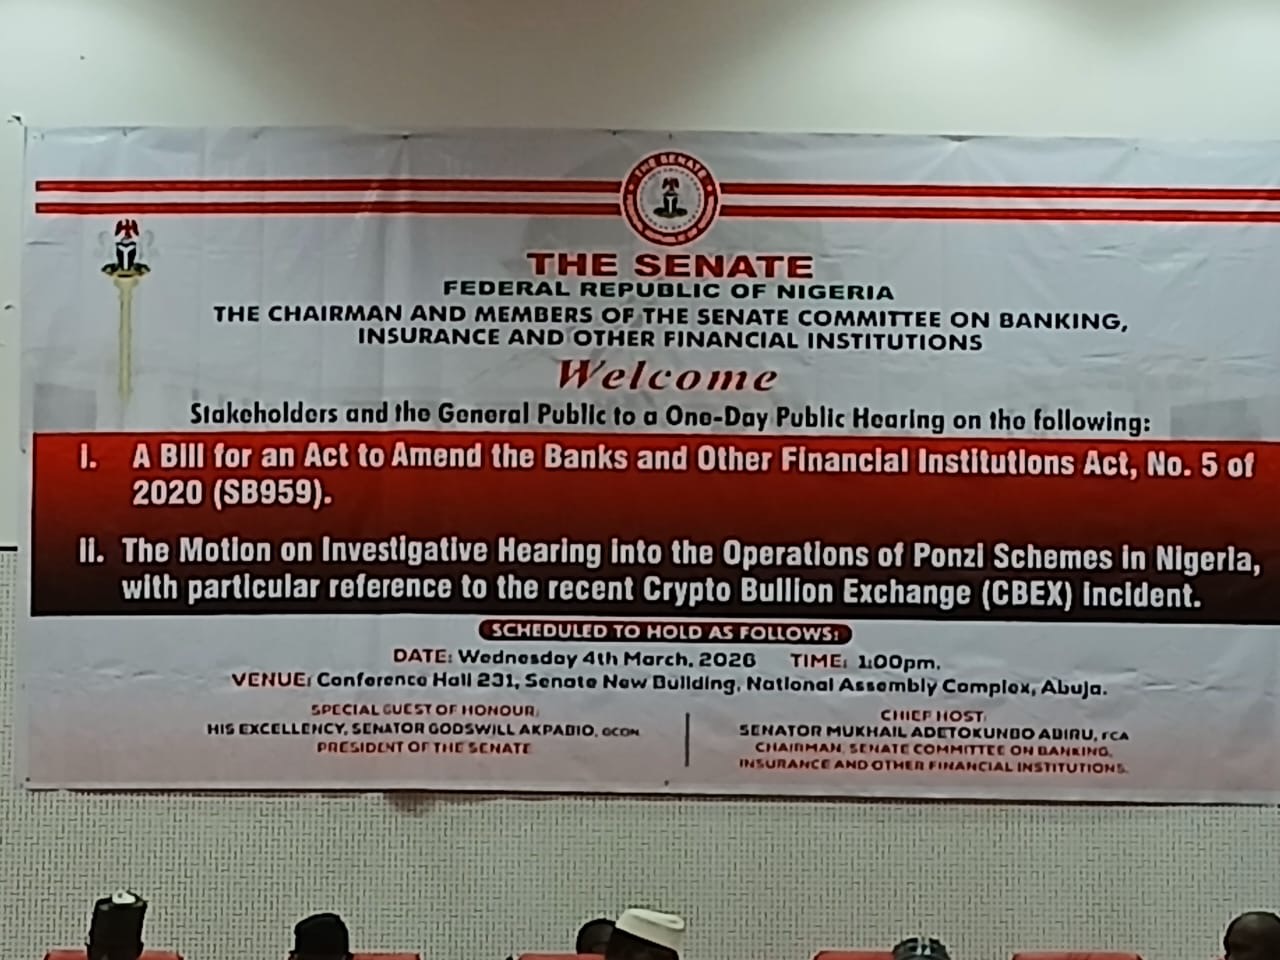 THE SENATE
THE SENATE
FEDERAL REPUBLIC OF NIGERIA
THE CHAIRMAN AND MEMBERS OF THE SENATE COMMITTEE ON BANKING,
INSURANCE AND OTHER FINANCIAL INSTITUTIONS
Welcome
Stakeholders and the General Public to a One-Day Public Hearing on the following:
i. A Bill for an Act to Amend the Banks and Other Financial Institutions Act, No. 5 of
2020 (SB959).
ii. The Motion on Investigative Hearing into the Operations of Ponzi Schemes in Nigeria,
with particular reference to the recent Crypto Bullion Exchange (CBEX) incident.
SCHEDULED TO HOLD AS FOLLOWS:
DATE: Wednesday 4th March, 2026 TIME: 1:00pm.
VENUE: Conference Hall 231, Senate New Building, National Assembly Complex, Abuja.
SPECIAL GUEST OF HONOUR:
HIS EXCELLENCY, SENATOR GODSWILL AKPABIO, GCON
PRESIDENT OF THE SENATE
CHIEF HOST:
SENATOR MUKHAIL ADETOKUNBO ABIRU, FCA
CHAIRMAN, SENATE COMMITTEE ON BANKING,
INSURANCE AND OTHER FINANCIAL INSTITUTIONS.